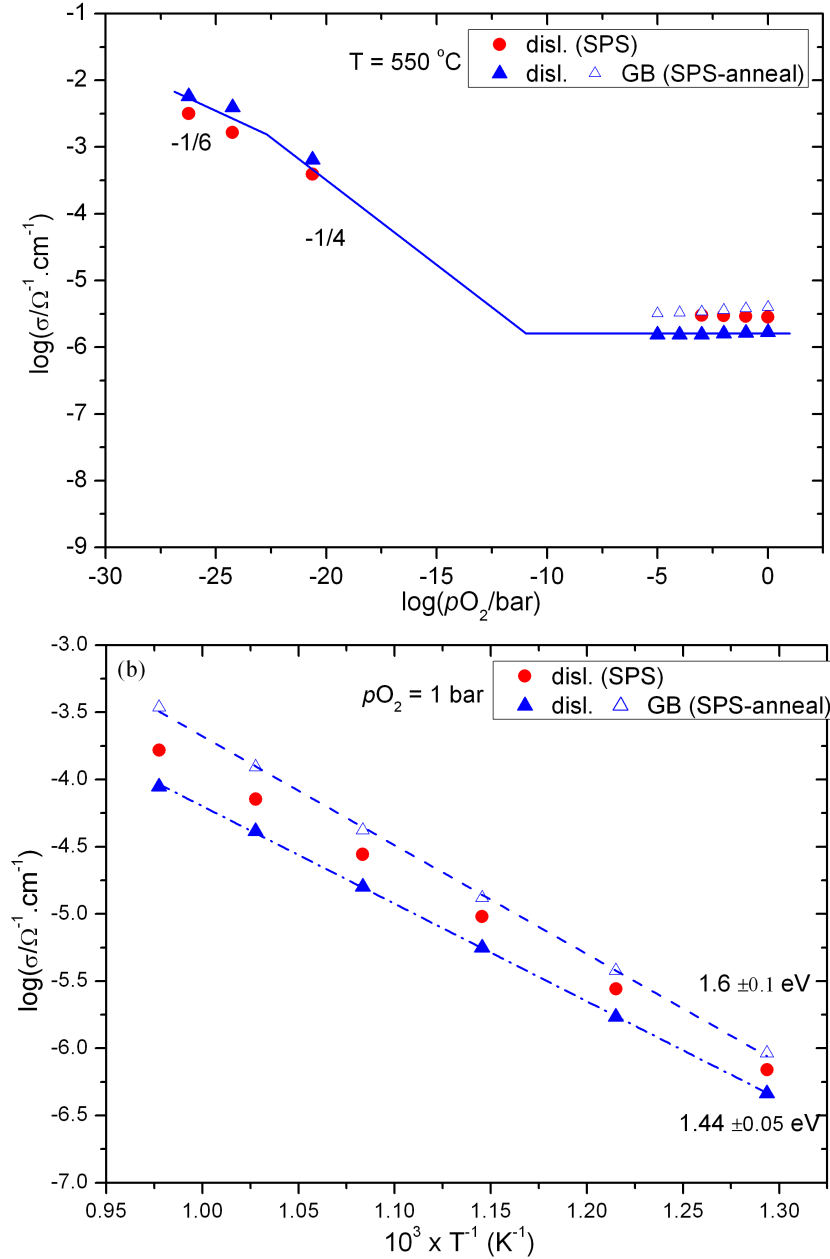 disl. (SPS)
disl. GB (SPS-anneal)
T = 550 °C
-1
-2
-3
-4
-5
-6
-7
-8
-9
-1/6
-1/4
log(σ/Ω⁻¹.cm⁻¹)
-30 -25 -20 -15 -10 -5 0
log(pO₂/bar)
(b)
disl. (SPS)
disl. GB (SPS-anneal)
pO₂ = 1 bar
-3.0
-3.5
-4.0
-4.5
-5.0
-5.5
-6.0
-6.5
-7.0
1.6 ±0.1 eV
1.44 ±0.05 eV
log(σ/Ω⁻¹.cm⁻¹)
0.95 1.00 1.05 1.10 1.15 1.20 1.25 1.30
10³ x T⁻¹ (K⁻¹)